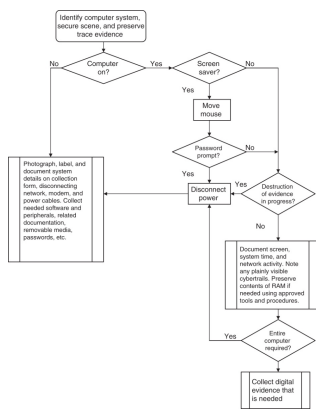 Identify computer system,
secure scene, and preserve
trace evidence
No
Computer
on?
Yes
Screen
saver?
No
Yes
Move
mouse
Password
prompt?
No
Yes
Photograph, label, and
document system
details on collection
form, disconnecting
network, modem, and
power cables. Collect
needed software and
peripherals, related
documentation,
removable media,
passwords, etc.
Disconnect
power
Yes
Destruction
of evidence
in progress?
No
Document screen,
system time, and
network activity. Note
any plainly visible
cybertrails. Preserve
contents of RAM if
needed using approved
tools and procedures.
Yes
Entire
computer
required?
Collect digital
evidence that
is needed